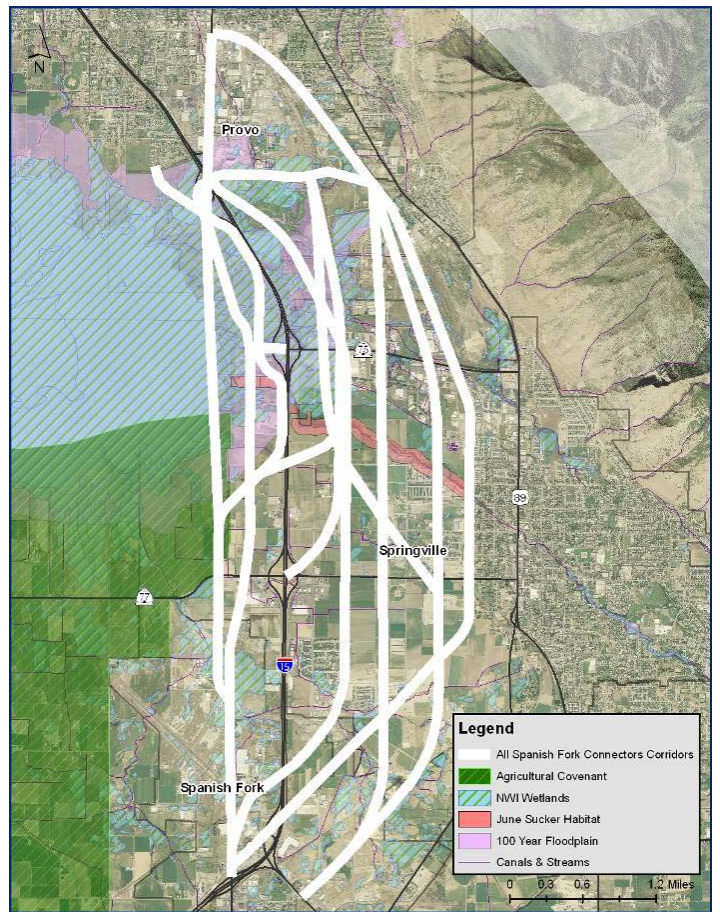 N
Provo
75
89
Springville
77
15
Spanish Fork
Legend
All Spanish Fork Connectors Corridors
Agricultural Covenant
NWI Wetlands
June Sucker Habitat
100 Year Floodplain
Canals & Streams
0 0.3 0.6 1.2 Miles